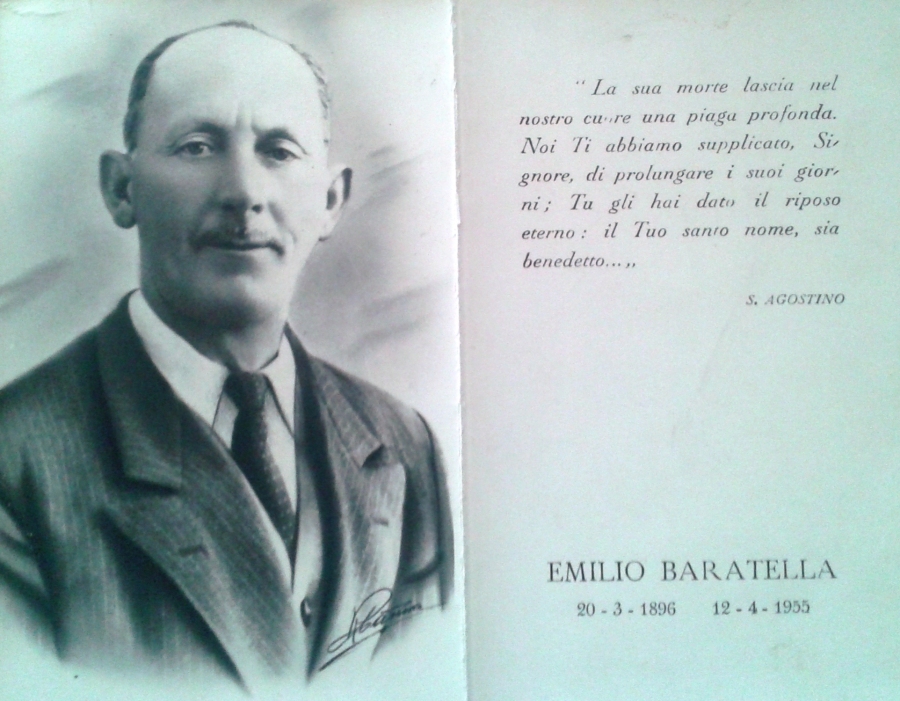 “La sua morte lascia nel
nostro cuore una piaga profonda.
Noi Ti abbiamo supplicato, Si-
gnore, di prolungare i suoi gior-
ni; Tu gli hai dato il riposo
eterno: il Tuo santo nome, sia
benedetto...„
S. AGOSTINO
EMILIO BARATELLA
20 - 3 - 1896 12 - 4 - 1955